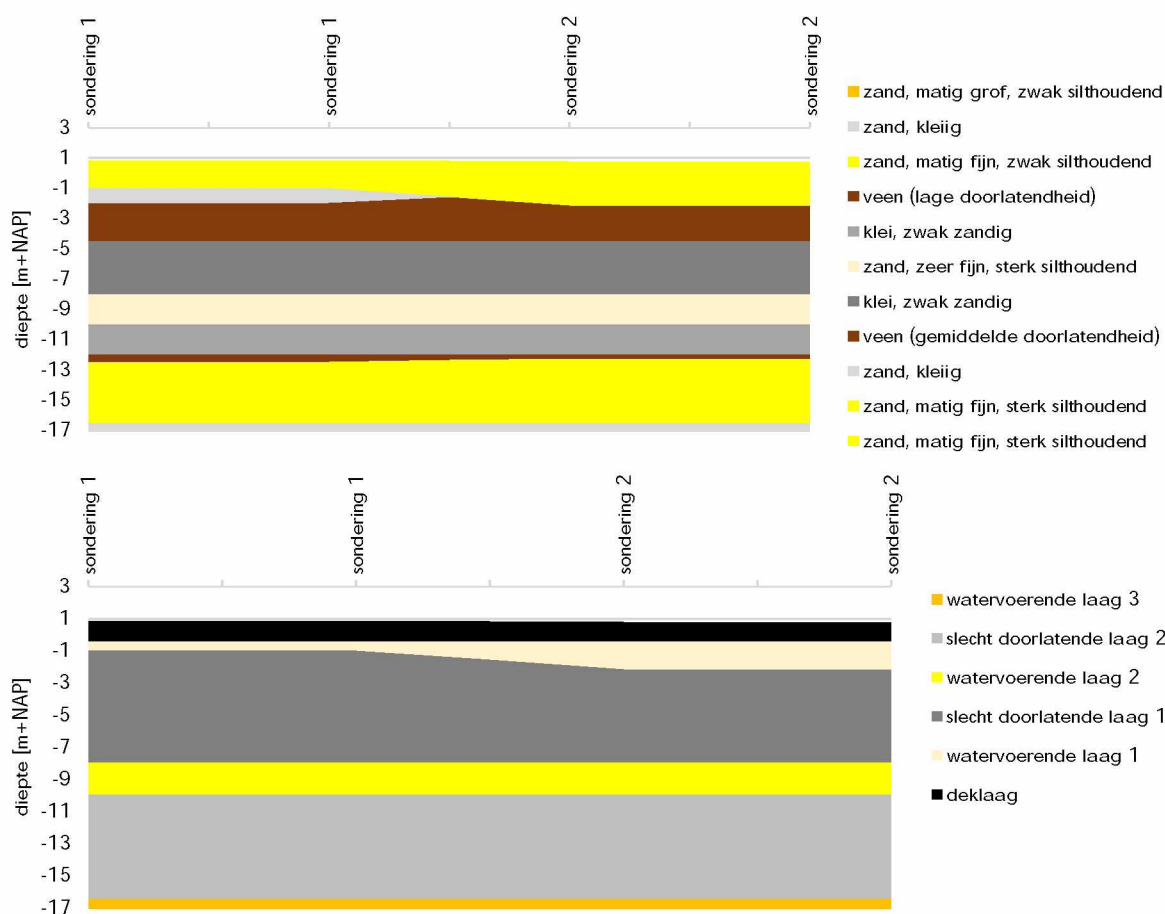 sondering 1
sondering 1
sondering 2
sondering 2
diepte [m+NAP]
3
1
-1
-3
-5
-7
-9
-11
-13
-15
-17
zand, matig grof, zwak silthoudend
zand, kleiig
zand, matig fijn, zwak silthoudend
veen (lage doorlatendheid)
klei, zwak zandig
zand, zeer fijn, sterk silthoudend
klei, zwak zandig
veen (gemiddelde doorlatendheid)
zand, kleiig
zand, matig fijn, sterk silthoudend
zand, matig fijn, sterk silthoudend
sondering 1
sondering 1
sondering 2
sondering 2
diepte [m+NAP]
3
1
-1
-3
-5
-7
-9
-11
-13
-15
-17
watervoerende laag 3
slecht doorlatende laag 2
watervoerende laag 2
slecht doorlatende laag 1
watervoerende laag 1
deklaag